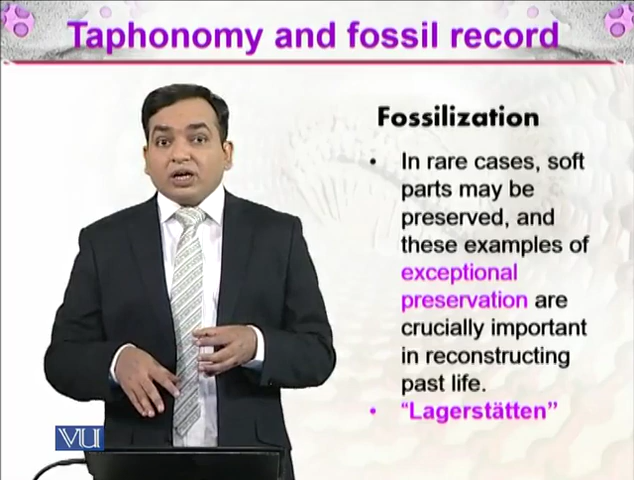 Taphonomy and fossil record
Fossilization
• In rare cases, soft
parts may be
preserved, and
these examples of
exceptional
preservation are
crucially important
in reconstructing
past life.
• “Lagerstätten”
VU